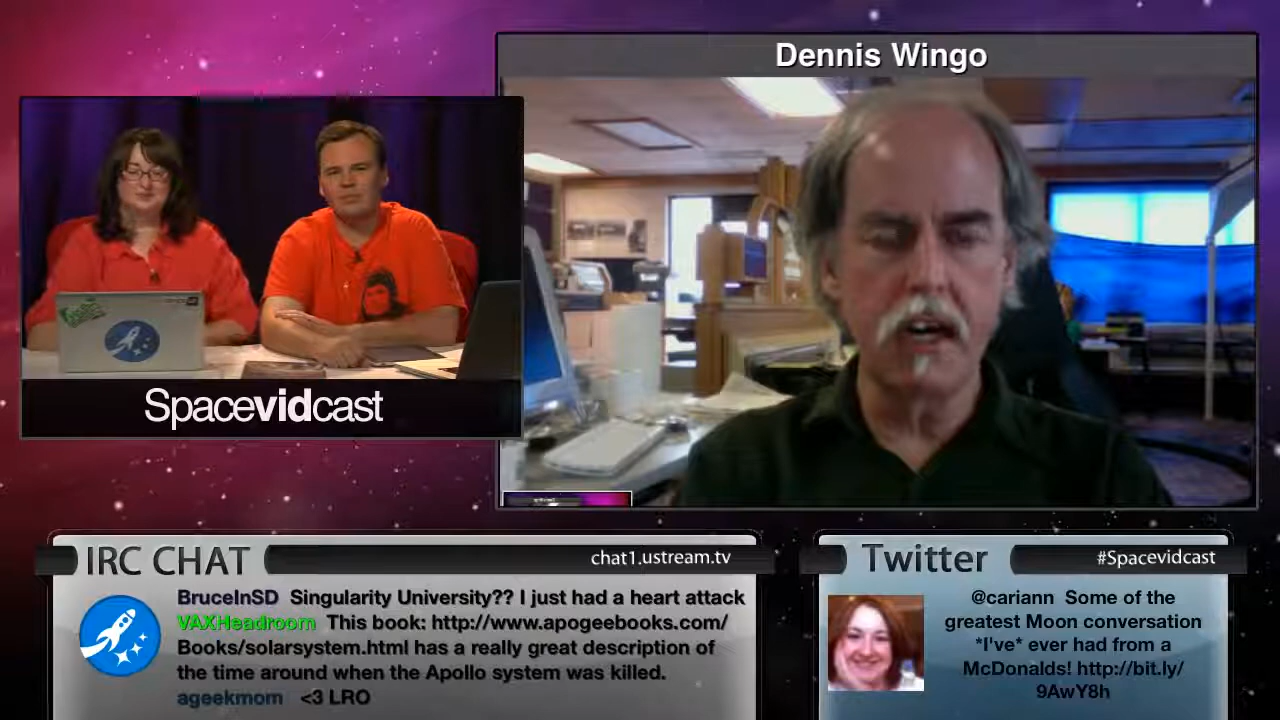 Dennis Wingo
Spacevidcast
IRC CHAT
chat1.ustream.tv
BruceInSD Singularity University?? I just had a heart attack
VAXHeadroom This book: http://www.apogeebooks.com/
Books/solarsystem.html has a really great description of
the time around when the Apollo system was killed.
ageekmom <3 LRO
Twitter
#Spacevidcast
@cariann Some of the
greatest Moon conversation
*I've* ever had from a
McDonalds! http://bit.ly/
9AwY8h